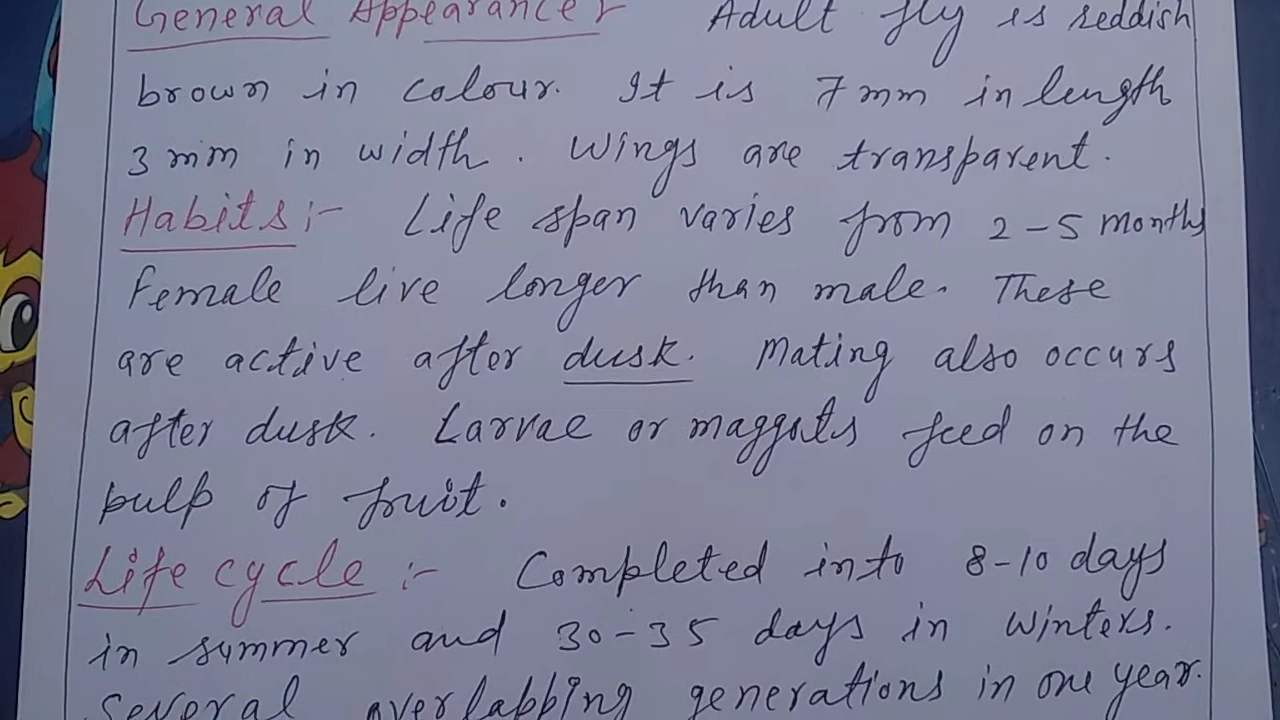 General Appearance:- Adult fly is reddish
brown in colour. It is 7 mm in length
3 mm in width. Wings are transparent.
Habits:- Life span varies from 2-5 months
Female live longer than male. These
are active after dusk. Mating also occurs
after dusk. Larvae or maggots feed on the
pulp of fruit.
Life cycle :- Completed into 8-10 days
in summer and 30-35 days in winters.
Several overlapping generations in one year.